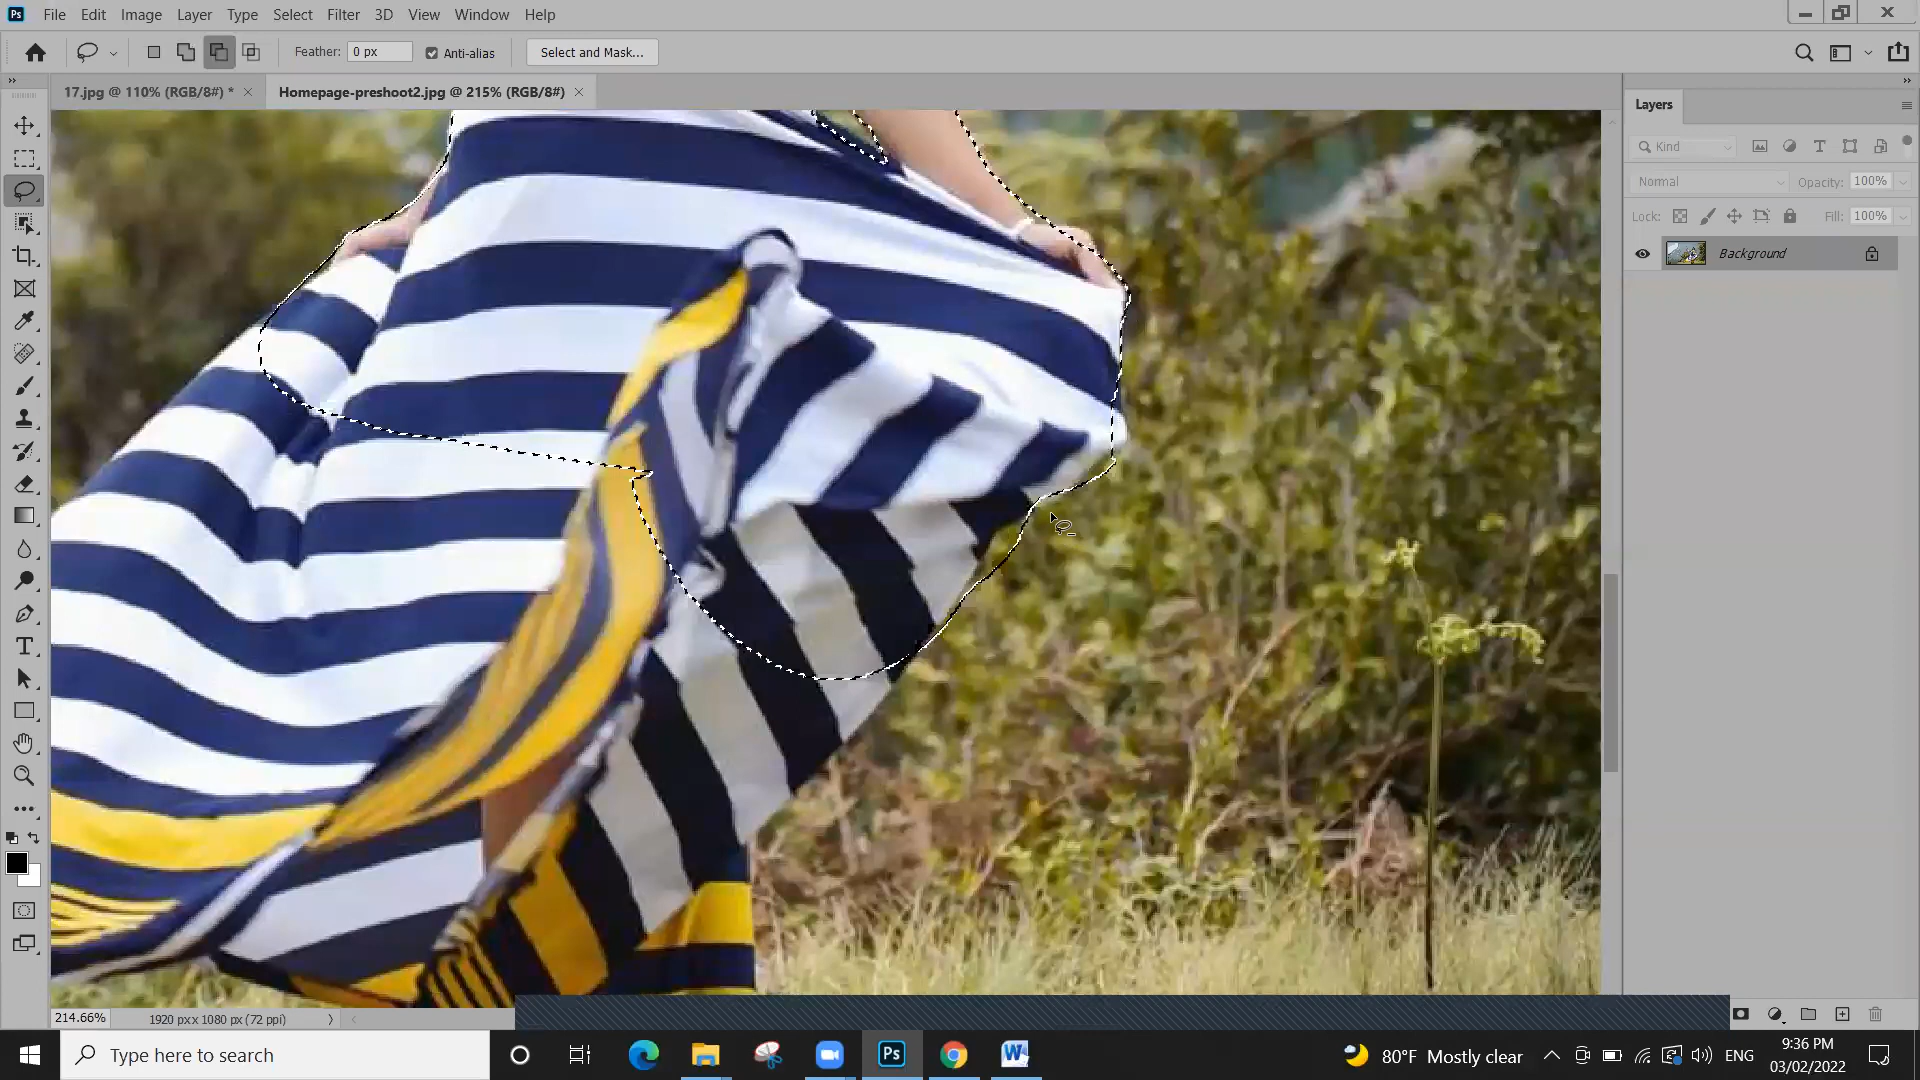 Ps File Edit Image Layer Type Select Filter 3D View Window Help
Feather: 0 px Anti-alias Select and Mask...
17.jpg @ 110% (RGB/8#) * Homepage-preshoot2.jpg @ 215% (RGB/8#)
Layers
Kind
Normal Opacity: 100%
Lock: Fill: 100%
Background
214.66% 1920 px x 1080 px (72 ppi)
Type here to search
Ps
W
80°F Mostly clear
ENG
9:36 PM
03/02/2022